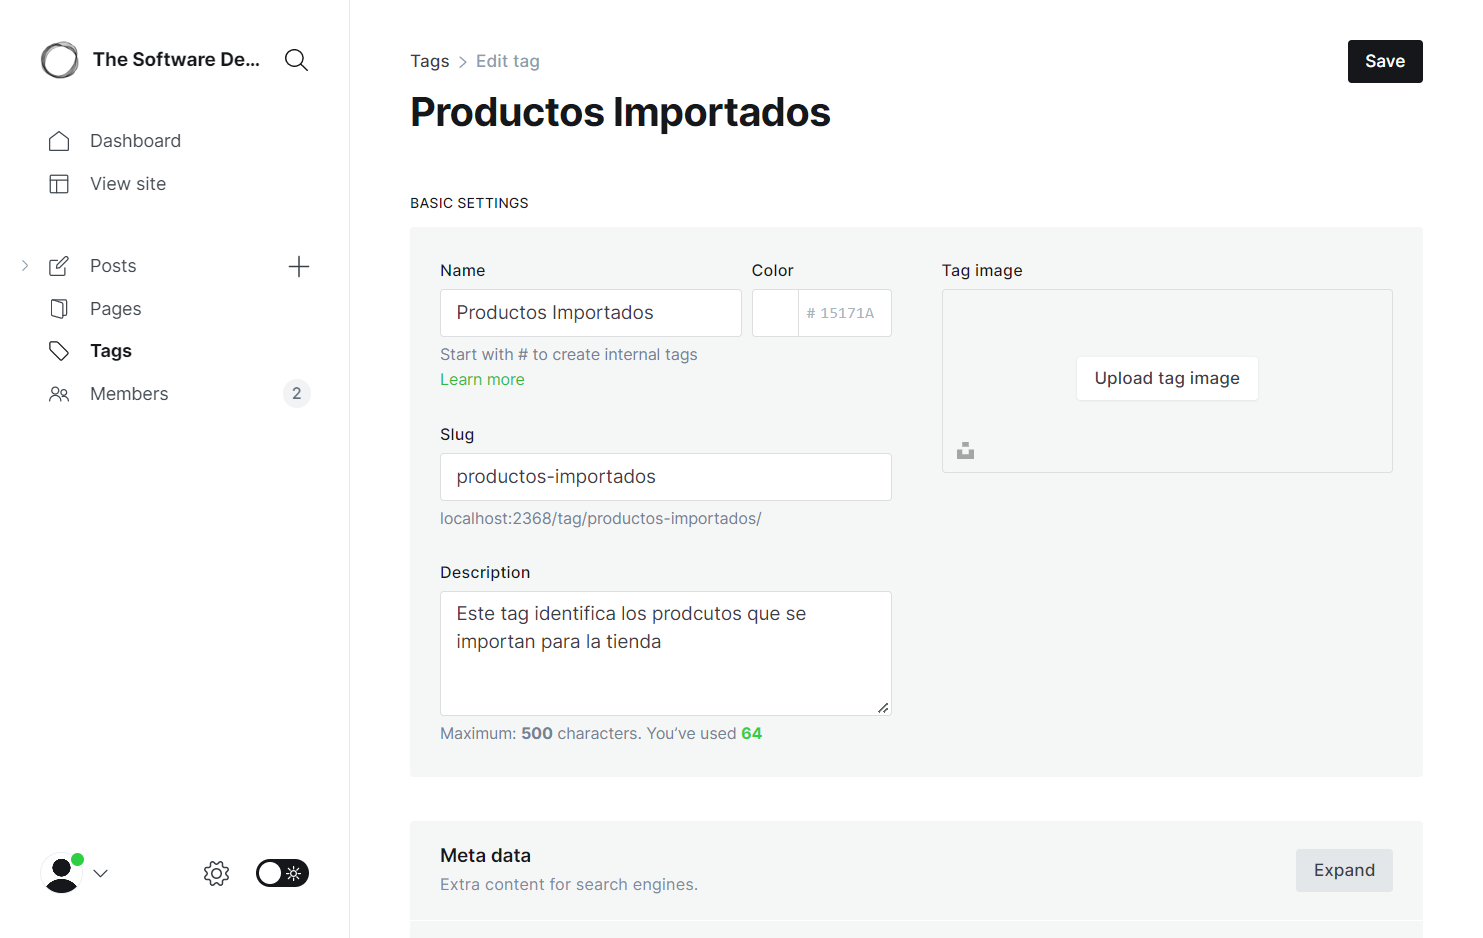 The Software De...
Dashboard
View site
Posts
Pages
Tags
Members
2
Tags > Edit tag
Save
Productos Importados
BASIC SETTINGS
Name
Productos Importados
Start with # to create internal tags
Learn more
Color
# 15171A
Slug
productos-importados
localhost:2368/tag/productos-importados/
Description
Este tag identifica los prodcutos que se
importan para la tienda
Maximum: 500 characters. You’ve used 64
Tag image
Upload tag image
Meta data
Extra content for search engines.
Expand